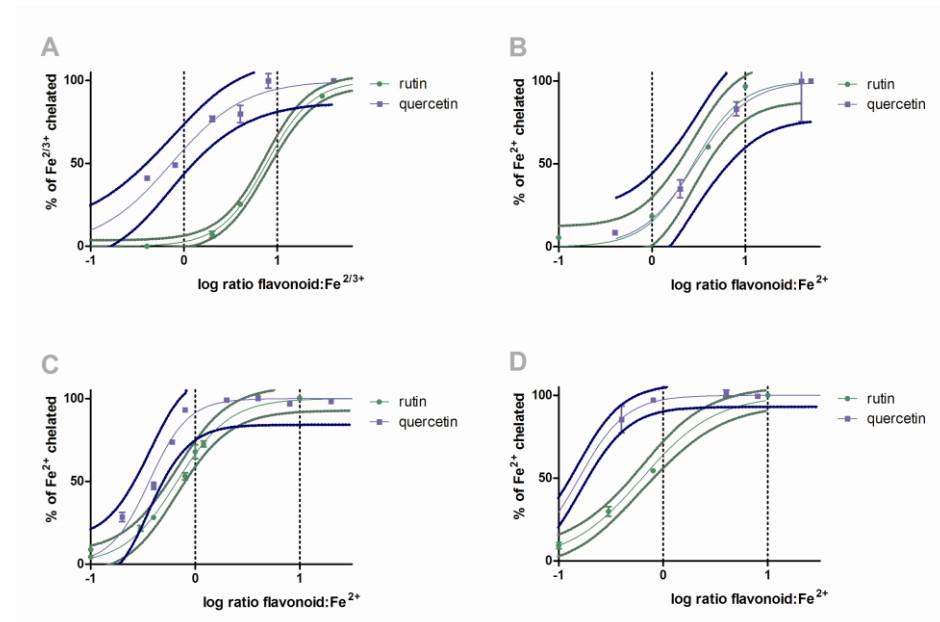 A
% of Fe2/3+ chelated
100
50
0
-1
0
1
log ratio flavonoid:Fe2/3+
rutin
quercetin
B
% of Fe2+ chelated
100
50
0
-1
0
1
log ratio flavonoid:Fe2+
rutin
quercetin
C
% of Fe2+ chelated
100
50
0
-1
0
1
log ratio flavonoid:Fe2+
rutin
quercetin
D
% of Fe2+ chelated
100
50
0
-1
0
1
log ratio flavonoid:Fe2+
rutin
quercetin